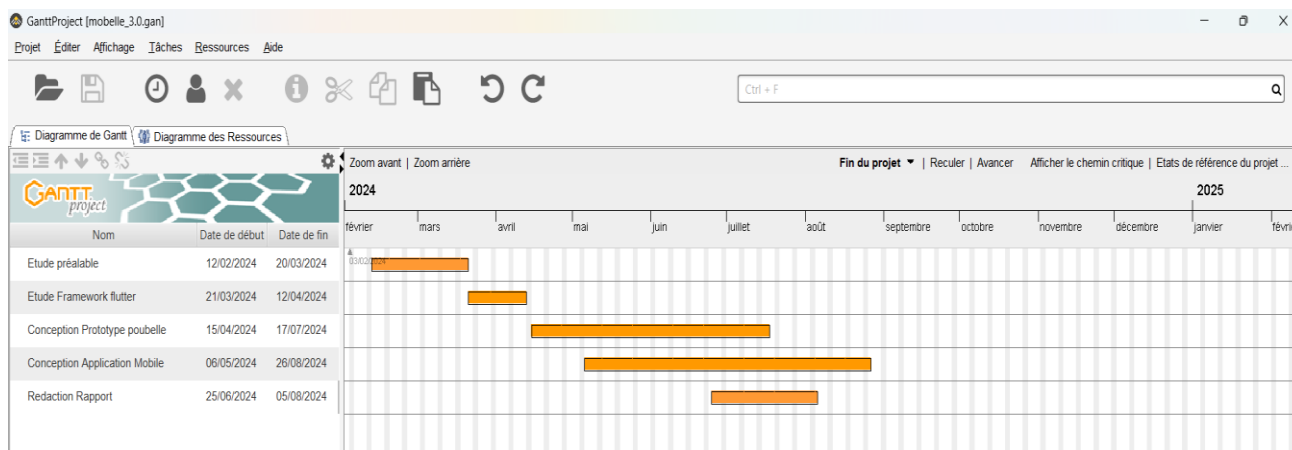 GanttProject [mobelle_3.0.gan]
Projet Éditer Affichage Tâches Ressources Aide
Ctrl + F
Diagramme de Gantt Diagramme des Ressources
Zoom avant | Zoom arrière Fin du projet | Reculer | Avancer Afficher le chemin critique | Etats de référence du projet ...
GANTT project
2024 2025
février mars avril mai juin juillet août septembre octobre novembre décembre janvier févri
Nom Date de début Date de fin
03/02/2024
Etude préalable 12/02/2024 20/03/2024
Etude Framework flutter 21/03/2024 12/04/2024
Conception Prototype poubelle 15/04/2024 17/07/2024
Conception Application Mobile 06/05/2024 26/08/2024
Redaction Rapport 25/06/2024 05/08/2024